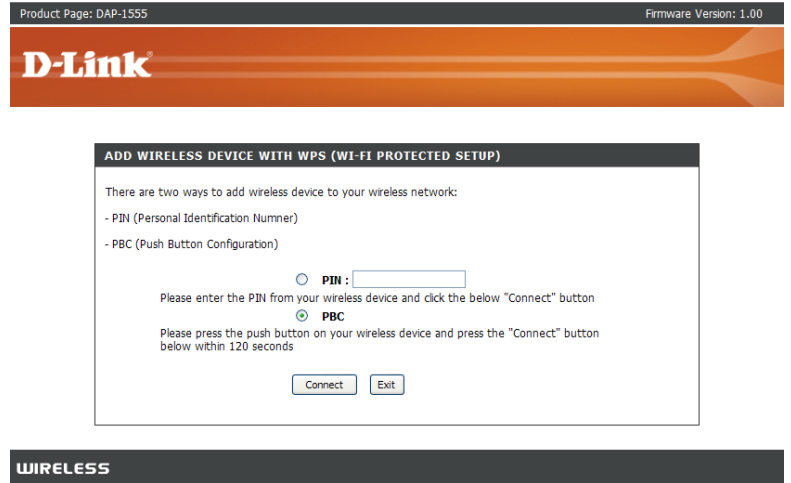 Product Page: DAP-1555 Firmware Version: 1.00
D-Link®
ADD WIRELESS DEVICE WITH WPS (WI-FI PROTECTED SETUP)
There are two ways to add wireless device to your wireless network:
- PIN (Personal Identification Numner)
- PBC (Push Button Configuration)
PIN :
Please enter the PIN from your wireless device and click the below "Connect" button
PBC
Please press the push button on your wireless device and press the "Connect" button
below within 120 seconds
Connect Exit
WIRELESS